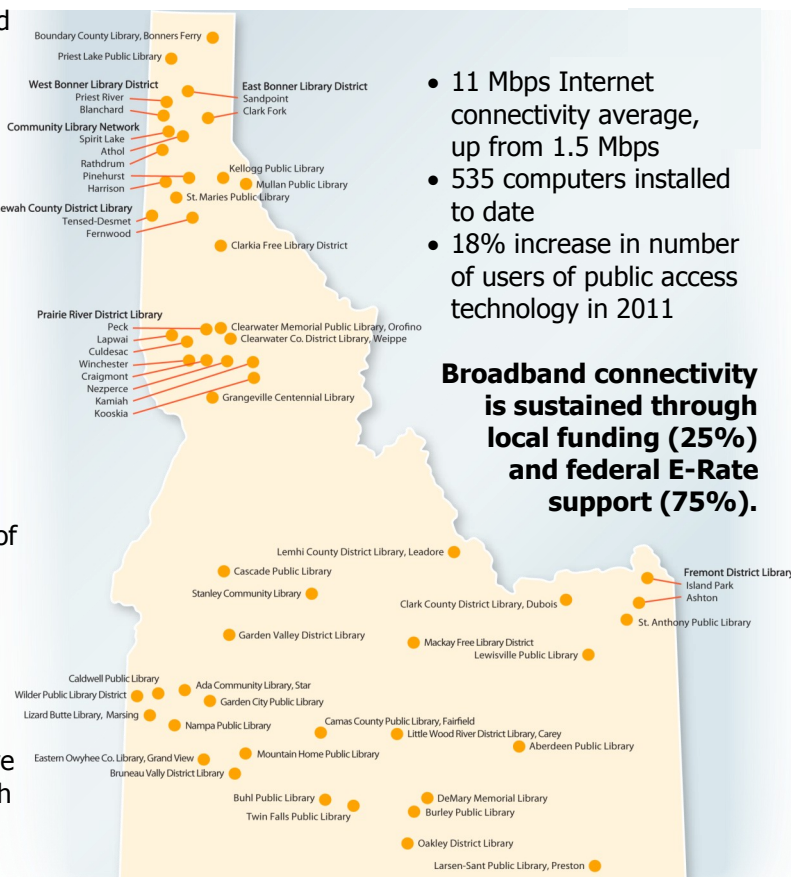 Boundary County Library, Bonners Ferry
Priest Lake Public Library
West Bonner Library District
Priest River
Blanchard
East Bonner Library District
Sandpoint
Clark Fork
Community Library Network
Spirit Lake
Athol
Rathdrum
Pinehurst
Harrison
Kellogg Public Library
Mullan Public Library
St. Maries Public Library
ewah County District Library
Tensed-Desmet
Fernwood
Clarkia Free Library District
Prairie River District Library
Peck
Lapwai
Culdesac
Winchester
Craigmont
Nezperce
Kamiah
Kooskia
Clearwater Memorial Public Library, Orofino
Clearwater Co. District Library, Weippe
Grangeville Centennial Library
• 11 Mbps Internet
connectivity average,
up from 1.5 Mbps
• 535 computers installed
to date
• 18% increase in number
of users of public access
technology in 2011
Broadband connectivity
is sustained through
local funding (25%)
and federal E-Rate
support (75%).
of
Lemhi County District Library, Leadore
Cascade Public Library
Stanley Community Library
Clark County District Library, Dubois
Fremont District Library
Island Park
Ashton
St. Anthony Public Library
Garden Valley District Library
Mackay Free Library District
Lewisville Public Library
Caldwell Public Library
Wilder Public Library District
Ada Community Library, Star
Garden City Public Library
Lizard Butte Library, Marsing
Nampa Public Library
Camas County Public Library, Fairfield
Little Wood River District Library, Carey
Aberdeen Public Library
Eastern Owyhee Co. Library, Grand View
Mountain Home Public Library
Bruneau Vally District Library
Buhl Public Library
Twin Falls Public Library
DeMary Memorial Library
Burley Public Library
Oakley District Library
Larsen-Sant Public Library, Preston